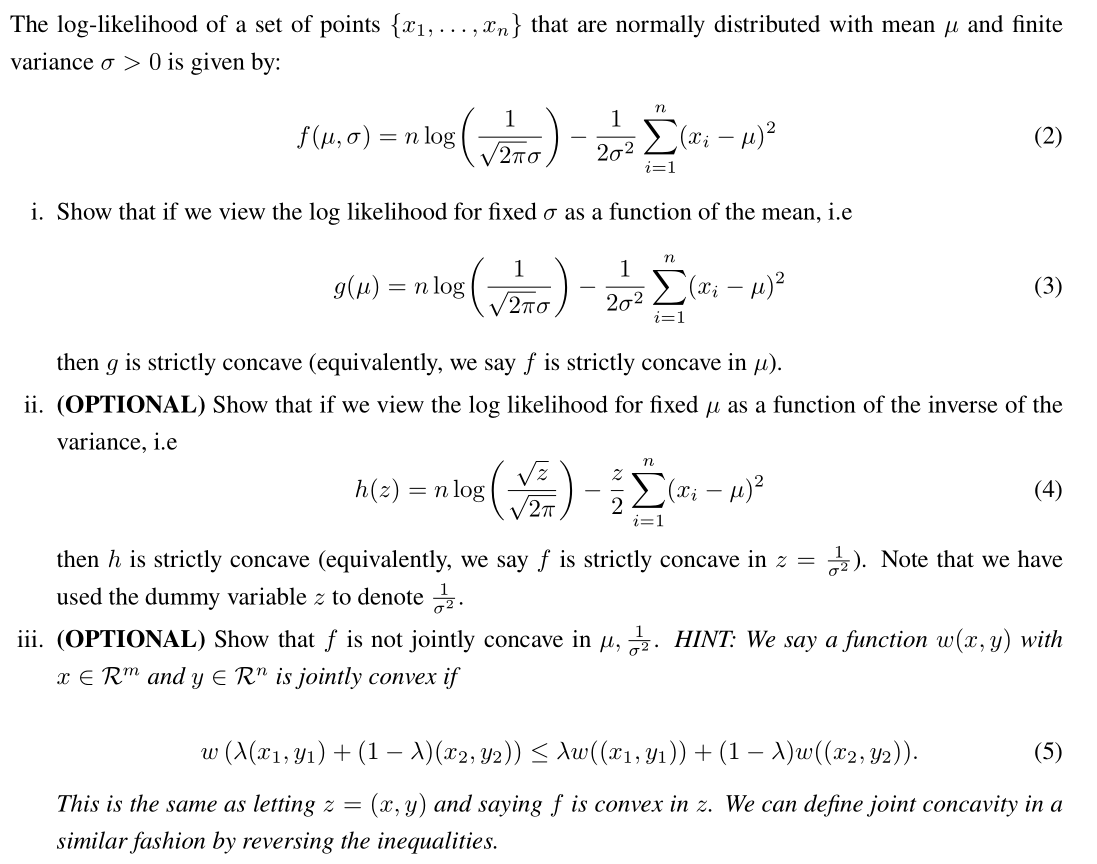 The log-likelihood of a set of points $\{x_1, \ldots, x_n\}$ that are normally distributed with mean $\mu$ and finite
variance $\sigma > 0$ is given by:
$f(\mu, \sigma) = n \log\left(\frac{1}{\sqrt{2\pi}\sigma}\right) - \frac{1}{2\sigma^2} \sum_{i=1}^{n} (x_i - \mu)^2$ (2)
i. Show that if we view the log likelihood for fixed $\sigma$ as a function of the mean, i.e
$g(\mu) = n \log\left(\frac{1}{\sqrt{2\pi}\sigma}\right) - \frac{1}{2\sigma^2} \sum_{i=1}^{n} (x_i - \mu)^2$ (3)
then $g$ is strictly concave (equivalently, we say $f$ is strictly concave in $\mu$).
ii. (OPTIONAL) Show that if we view the log likelihood for fixed $\mu$ as a function of the inverse of the
variance, i.e
$h(z) = n \log\left(\frac{\sqrt{z}}{\sqrt{2\pi}}\right) - \frac{z}{2} \sum_{i=1}^{n} (x_i - \mu)^2$ (4)
then $h$ is strictly concave (equivalently, we say $f$ is strictly concave in $z = \frac{1}{\sigma^2}$). Note that we have
used the dummy variable $z$ to denote $\frac{1}{\sigma^2}$.
iii. (OPTIONAL) Show that $f$ is not jointly concave in $\mu, \frac{1}{\sigma^2}$. HINT: We say a function $w(x, y)$ with
$x \in \mathcal{R}^m$ and $y \in \mathcal{R}^n$ is jointly convex if
$w(\lambda(x_1, y_1) + (1 - \lambda)(x_2, y_2)) \leq \lambda w((x_1, y_1)) + (1 - \lambda)w((x_2, y_2)).$ (5)
This is the same as letting $z = (x, y)$ and saying $f$ is convex in $z$. We can define joint concavity in a
similar fashion by reversing the inequalities.